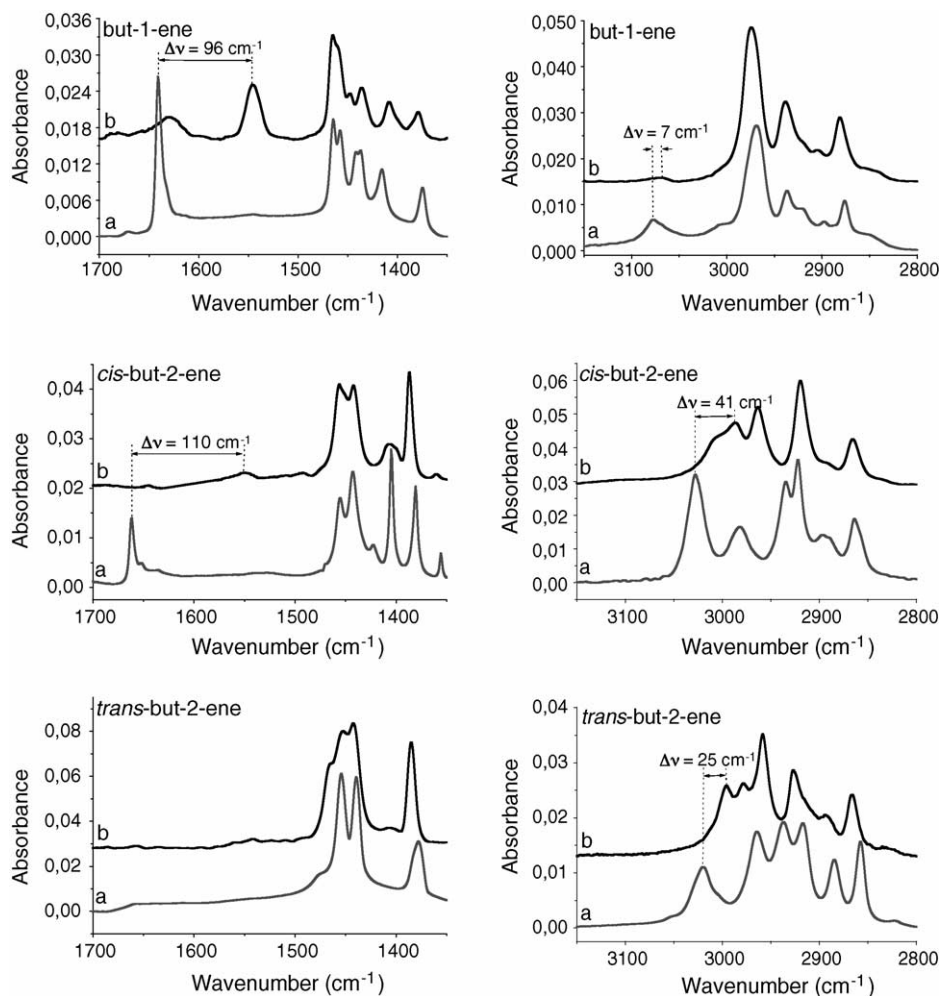 but-1-ene
Δν = 96 cm-1
0,036
0,030
0,024
0,018
0,012
0,006
0,000
b
a
Absorbance
1700
1600
1500
1400
Wavenumber (cm-1)
but-1-ene
Δν = 7 cm-1
0,050
0,030
0,010
0,000
b
a
Absorbance
3100
3000
2900
2800
Wavenumber (cm-1)
cis-but-2-ene
Δν = 110 cm-1
0,04
0,03
0,02
0,01
0,00
b
a
Absorbance
1700
1600
1500
1400
Wavenumber (cm-1)
cis-but-2-ene
Δν = 41 cm-1
0,06
0,05
0,04
0,03
0,02
0,01
0,00
b
a
Absorbance
3100
3000
2900
2800
Wavenumber (cm-1)
trans-but-2-ene
0,08
0,06
0,04
0,02
0,00
b
a
Absorbance
1700
1600
1500
1400
Wavenumber (cm-1)
trans-but-2-ene
Δν = 25 cm-1
0,04
0,03
0,02
0,01
0,00
b
a
Absorbance
3100
3000
2900
2800
Wavenumber (cm-1)